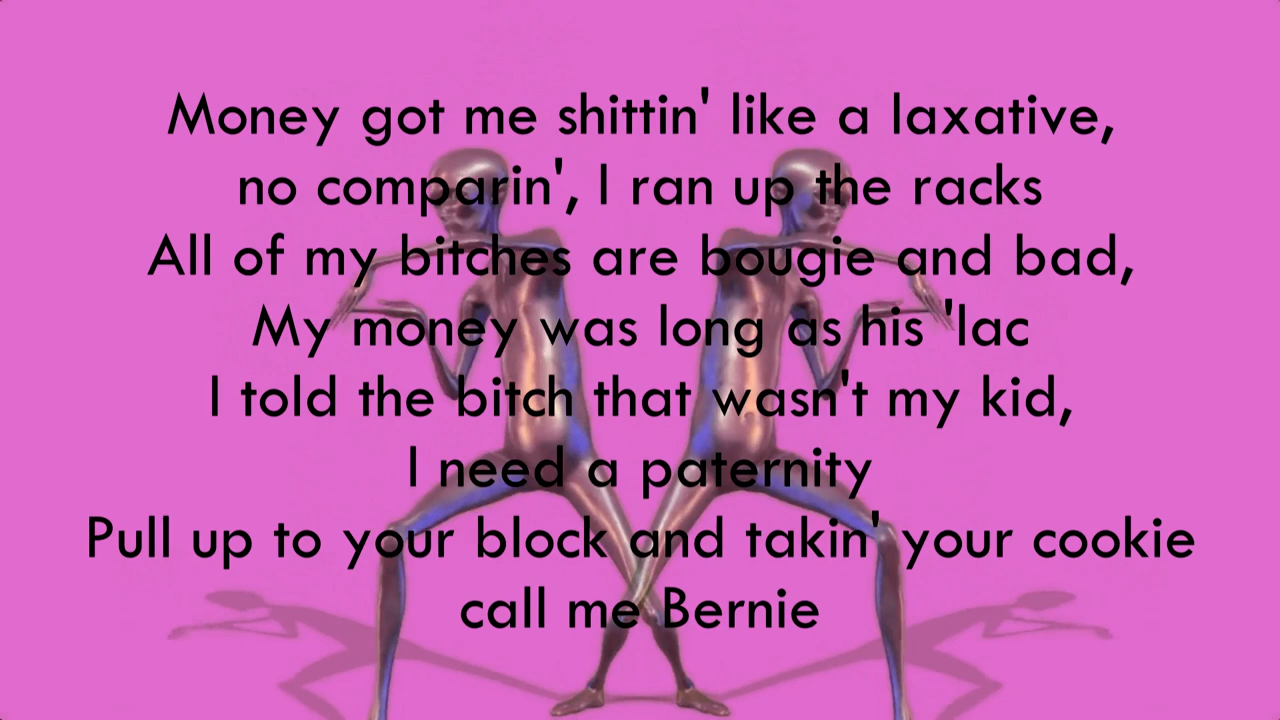 Money got me shittin' like a laxative,
no comparin', I ran up the racks
All of my bitches are bougie and bad,
My money was long as his 'lac
I told the bitch that wasn't my kid,
I need a paternity
Pull up to your block and takin' your cookie
call me Bernie